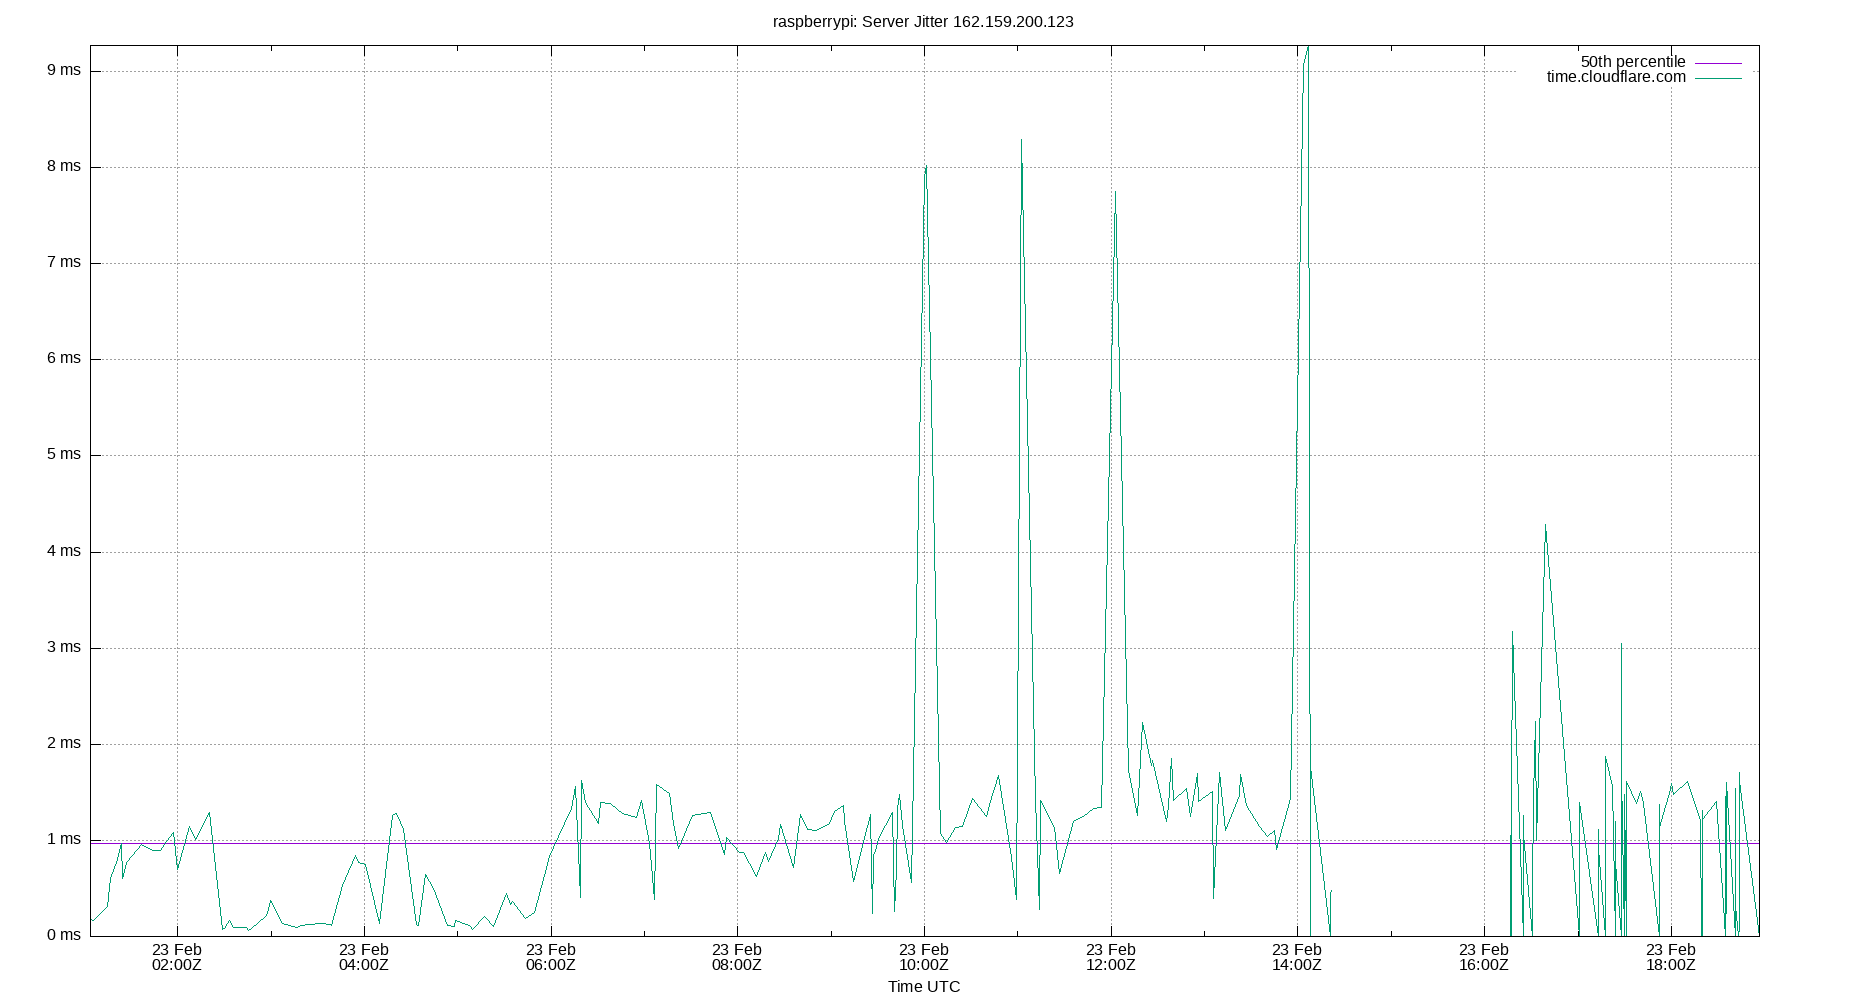 raspberrypi: Server Jitter 162.159.200.123
50th percentile
time.cloudflare.com
9 ms
8 ms
7 ms
6 ms
5 ms
4 ms
3 ms
2 ms
1 ms
0 ms
23 Feb 23 Feb 23 Feb 23 Feb 23 Feb 23 Feb 23 Feb 23 Feb 23 Feb
02:00Z 04:00Z 06:00Z 08:00Z 10:00Z 12:00Z 14:00Z 16:00Z 18:00Z
Time UTC